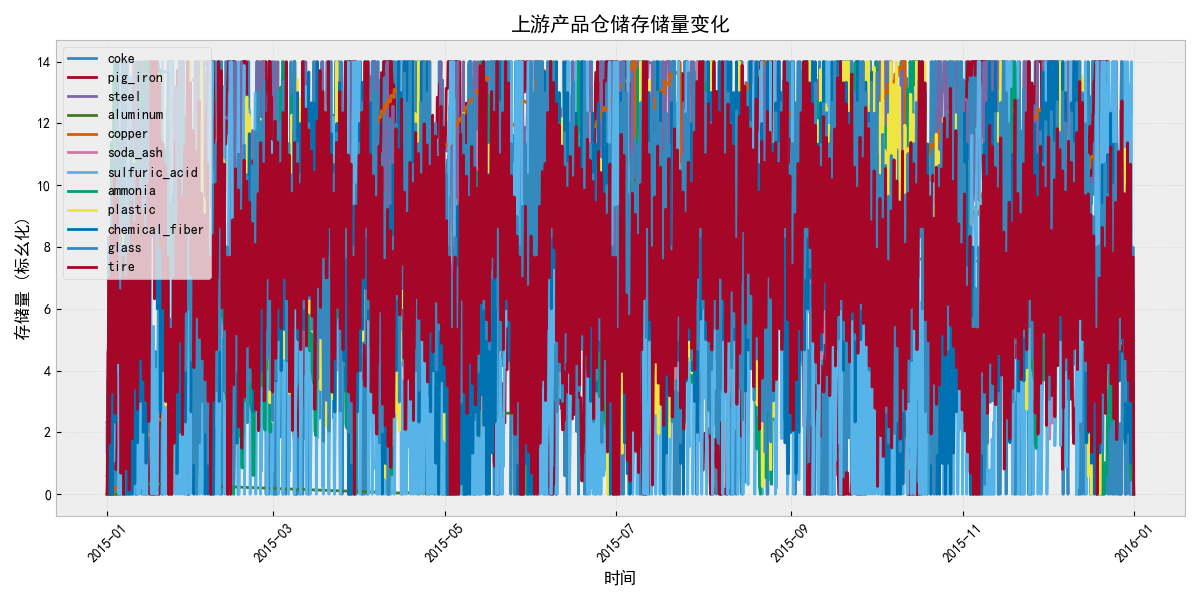 上游产品仓储存储量变化
存储量 (标幺化)
14
12
10
8
6
4
2
0
coke
pig_iron
steel
aluminum
copper
soda_ash
sulfuric_acid
ammonia
plastic
chemical_fiber
glass
tire
2015-01
2015-03
2015-05
2015-07
2015-09
2015-11
2016-01
时间